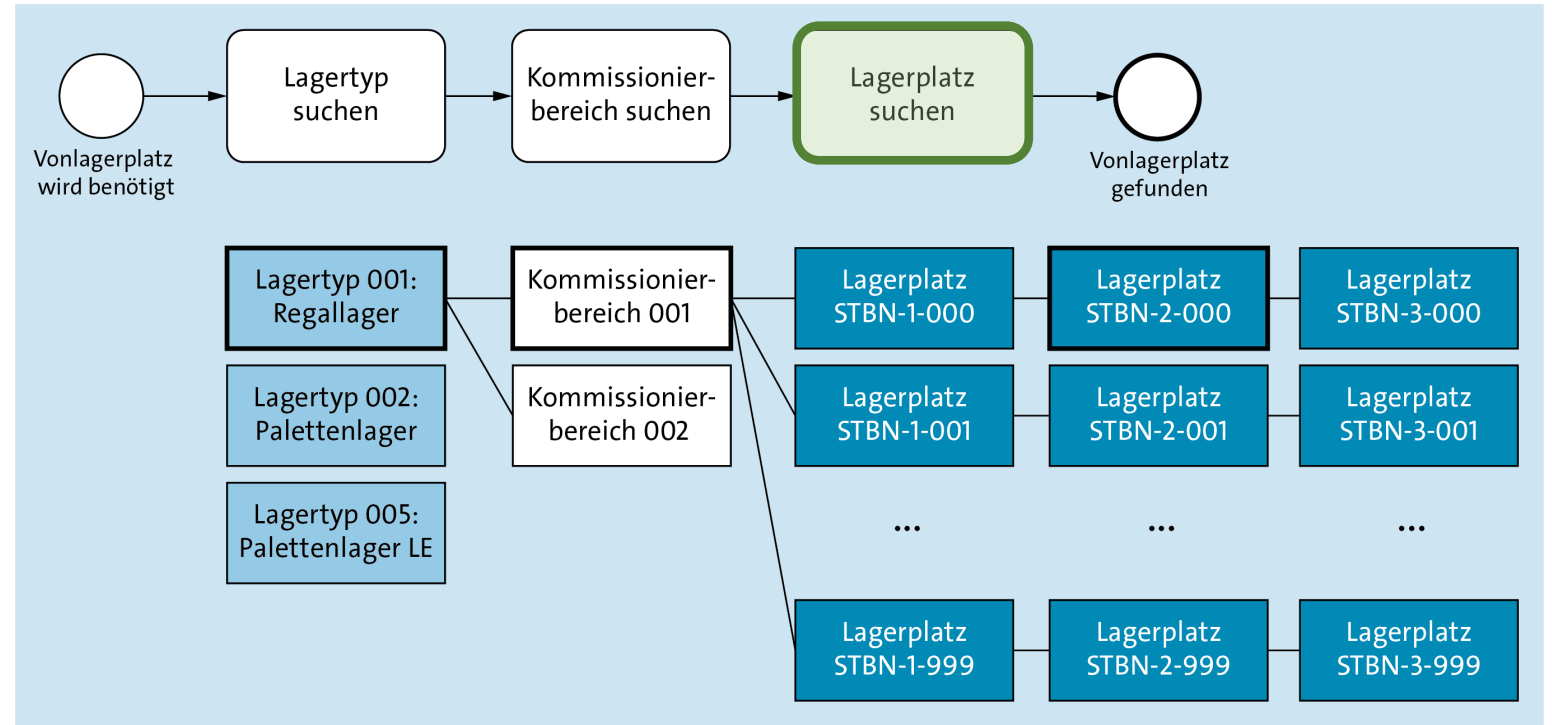 Lagertyp
suchen
Kommissionier-
bereich suchen
Lagerplatz
suchen
Vonlagerplatz
wird benötigt
Vonlagerplatz
gefunden
Lagertyp 001:
Regallager
Kommissionier-
bereich 001
Lagerplatz
STBN-1-000
Lagerplatz
STBN-2-000
Lagerplatz
STBN-3-000
Lagertyp 002:
Palettenlager
Kommissionier-
bereich 002
Lagerplatz
STBN-1-001
Lagerplatz
STBN-2-001
Lagerplatz
STBN-3-001
Lagertyp 005:
Palettenlager LE
...
...
...
Lagerplatz
STBN-1-999
Lagerplatz
STBN-2-999
Lagerplatz
STBN-3-999